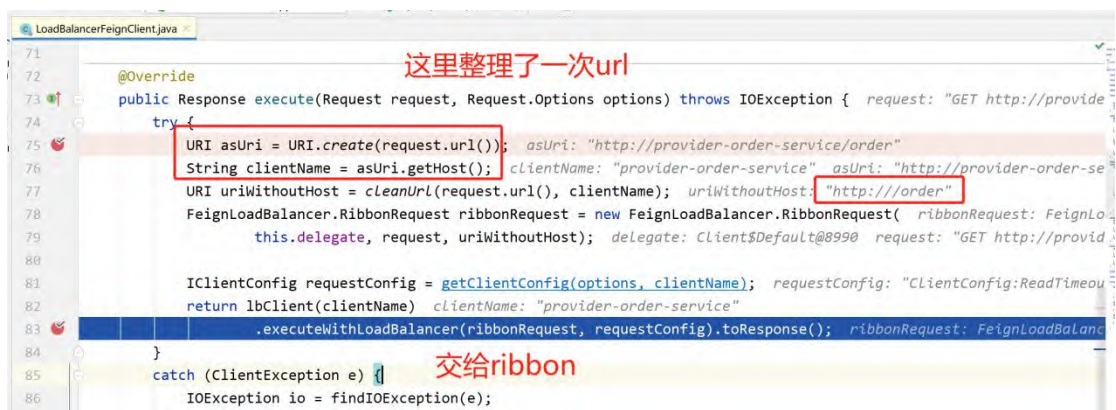 LoadBalancerFeignClient.java
71
这里整理了一次url
72 @Override
73 public Response execute(Request request, Request.Options options) throws IOException { request: "GET http://provide
74 try {
75 URI asUri = URI.create(request.url()); asUri: "http://provider-order-service/order"
76 String clientName = asUri.getHost(); clientName: "provider-order-service" asUri: "http://provider-order-se
77 URI uriWithoutHost = cleanUrl(request.url(), clientName); uriWithoutHost: "http:///order"
78 FeignLoadBalancer.RibbonRequest ribbonRequest = new FeignLoadBalancer.RibbonRequest( ribbonRequest: FeignLo
79 this.delegate, request, uriWithoutHost); delegate: Client$Default@8990 request: "GET http://provid
80
81 IClientConfig requestConfig = getClientConfig(options, clientName); requestConfig: "ClientConfig:ReadTimeou
82 return lbClient(clientName) clientName: "provider-order-service"
83 .executeWithLoadBalancer(ribbonRequest, requestConfig).toResponse(); ribbonRequest: FeignLoadBalanc
84 }
交给ribbon
85 catch (ClientException e) {
86 IOException io = findIOException(e);